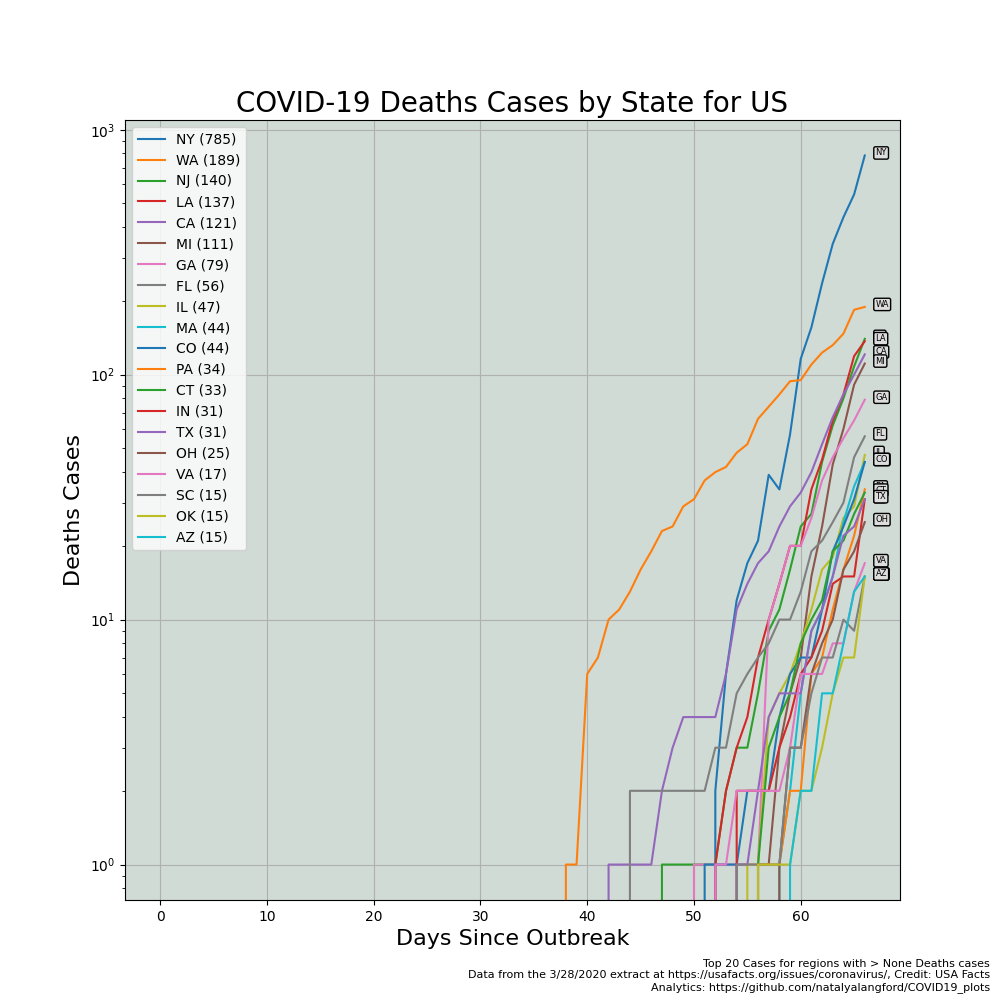 COVID-19 Deaths Cases by State for US
Deaths Cases
10³
10²
10¹
10⁰
NY (785)
WA (189)
NJ (140)
LA (137)
CA (121)
MI (111)
GA (79)
FL (56)
IL (47)
MA (44)
CO (44)
PA (34)
CT (33)
IN (31)
TX (31)
OH (25)
VA (17)
SC (15)
OK (15)
AZ (15)
NY
WA
LA
CA
MI
GA
FL
IL
CO
CT
TX
OH
VA
AZ
0 10 20 30 40 50 60
Days Since Outbreak
Top 20 Cases for regions with > None Deaths cases
Data from the 3/28/2020 extract at https://usafacts.org/issues/coronavirus/, Credit: USA Facts
Analytics: https://github.com/natalyalangford/COVID19_plots